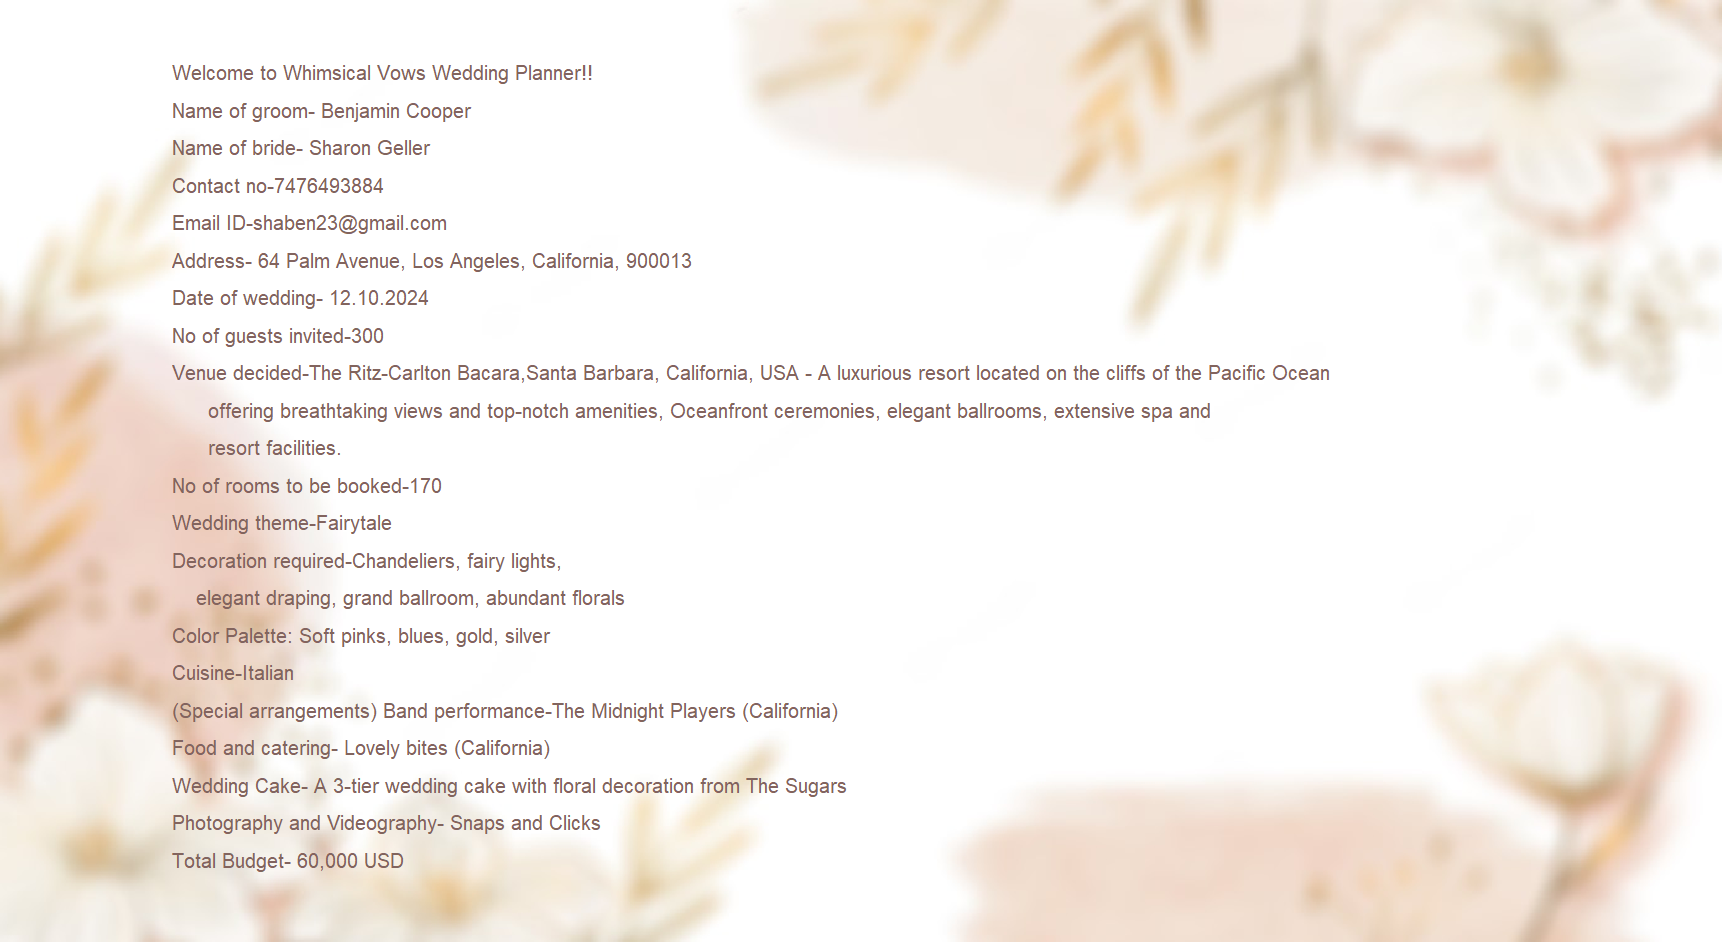 Welcome to Whimsical Vows Wedding Planner!!
Name of groom- Benjamin Cooper
Name of bride- Sharon Geller
Contact no-7476493884
Email ID-shaben23@gmail.com
Address- 64 Palm Avenue, Los Angeles, California, 900013
Date of wedding- 12.10.2024
No of guests invited-300
Venue decided-The Ritz-Carlton Bacara,Santa Barbara, California, USA - A luxurious resort located on the cliffs of the Pacific Ocean
offering breathtaking views and top-notch amenities, Oceanfront ceremonies, elegant ballrooms, extensive spa and
resort facilities.
No of rooms to be booked-170
Wedding theme-Fairytale
Decoration required-Chandeliers, fairy lights,
elegant draping, grand ballroom, abundant florals
Color Palette: Soft pinks, blues, gold, silver
Cuisine-Italian
(Special arrangements) Band performance-The Midnight Players (California)
Food and catering- Lovely bites (California)
Wedding Cake- A 3-tier wedding cake with floral decoration from The Sugars
Photography and Videography- Snaps and Clicks
Total Budget- 60,000 USD